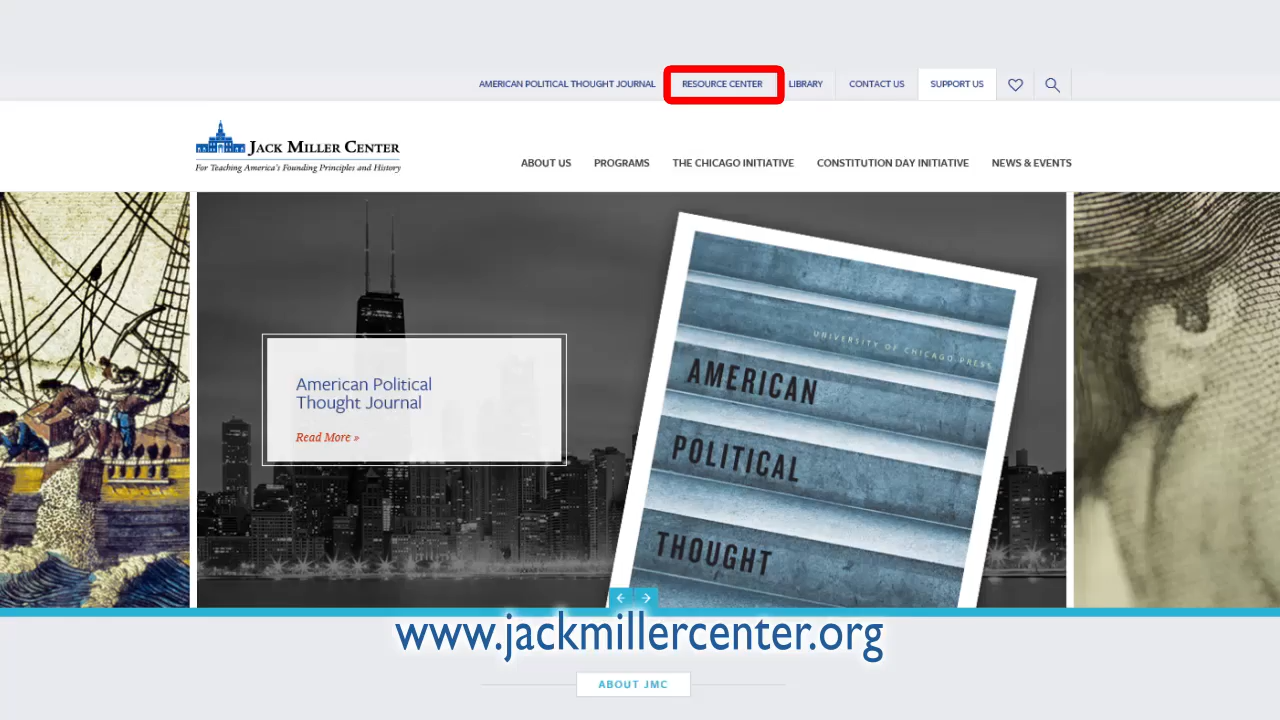 AMERICAN POLITICAL THOUGHT JOURNAL RESOURCE CENTER LIBRARY CONTACT US SUPPORT US
JACK MILLER CENTER
For Teaching America's Founding Principles and History
ABOUT US PROGRAMS THE CHICAGO INITIATIVE CONSTITUTION DAY INITIATIVE NEWS & EVENTS
American Political
Thought Journal
Read More »
UNIVERSITY OF CHICAGO PRESS
AMERICAN
POLITICAL
THOUGHT
www.jackmillercenter.org
ABOUT JMC